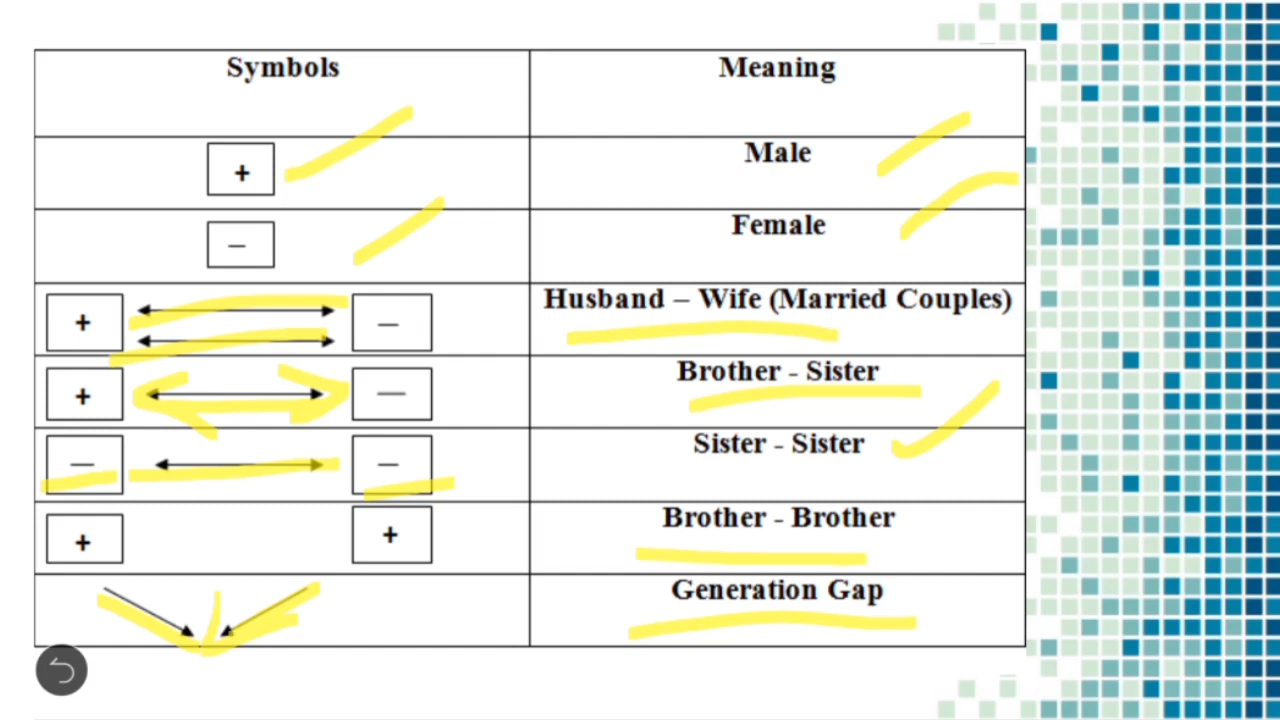 Symbols Meaning
+ Male
– Female
+ – Husband – Wife (Married Couples)
+ — Brother - Sister
— – Sister - Sister
+ + Brother - Brother
Generation Gap